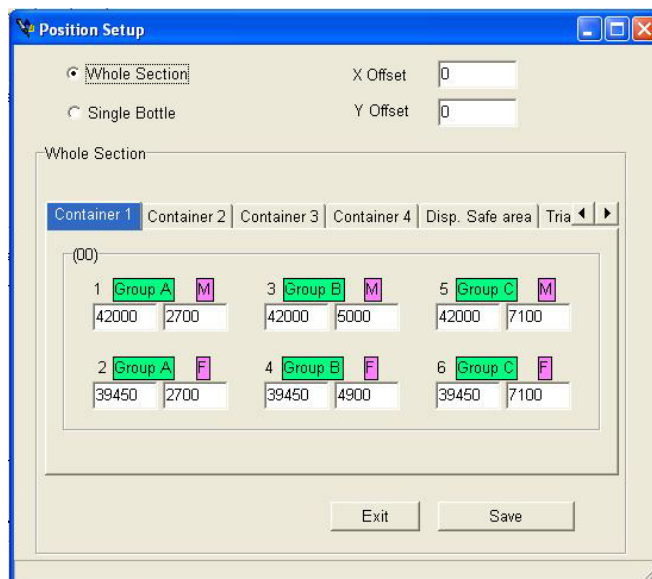 Position Setup
Whole Section X Offset 0
Single Bottle Y Offset 0
Whole Section
Container 1 Container 2 Container 3 Container 4 Disp. Safe area Tria
(00)
1 Group A M 3 Group B M 5 Group C M
42000 2700 42000 5000 42000 7100
2 Group A F 4 Group B F 6 Group C F
39450 2700 39450 4900 39450 7100
Exit Save